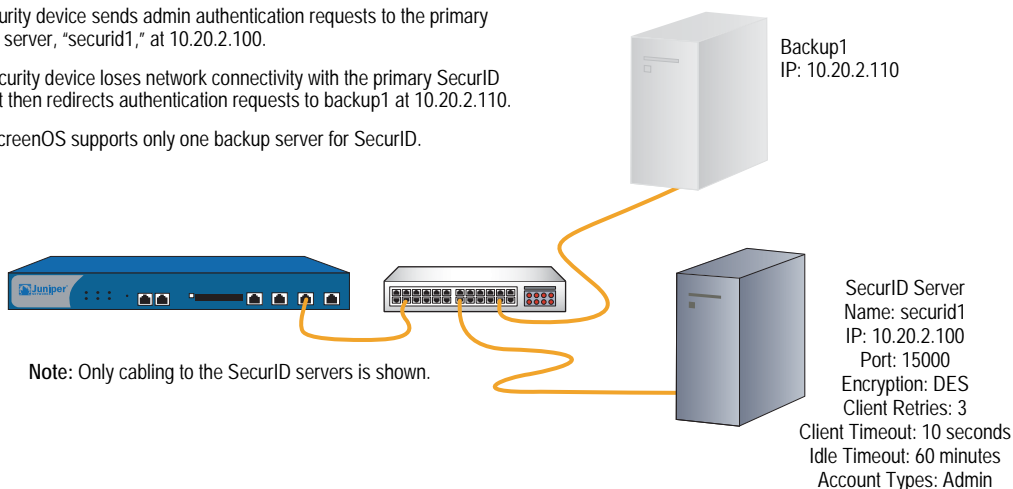 urity device sends admin authentication requests to the primary
server, “securid1,” at 10.20.2.100.
curity device loses network connectivity with the primary SecurID
t then redirects authentication requests to backup1 at 10.20.2.110.
creenOS supports only one backup server for SecurID.
Backup1
IP: 10.20.2.110
Juniper
Note: Only cabling to the SecurID servers is shown.
SecurID Server
Name: securid1
IP: 10.20.2.100
Port: 15000
Encryption: DES
Client Retries: 3
Client Timeout: 10 seconds
Idle Timeout: 60 minutes
Account Types: Admin